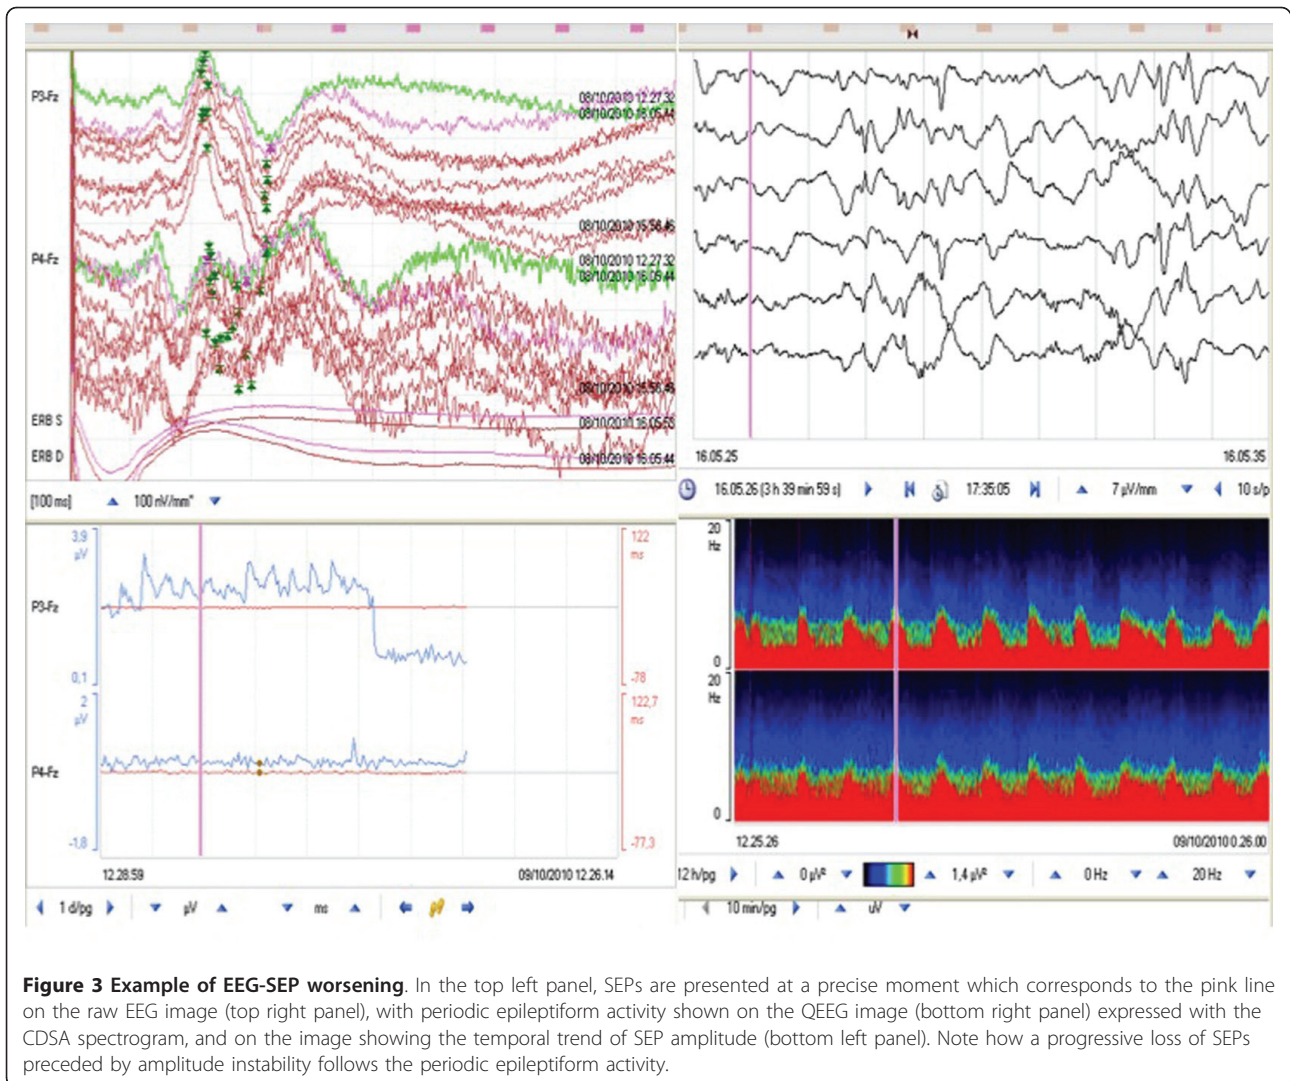 P3-Fz
08/10/2010 12.27.32
08/10/2010 16.05.44
08/10/2010 15.56.46
P4-Fz
08/10/2010 12.27.32
08/10/2010 16.05.44
08/10/2010 15.56.46
ERB S
08/10/2010 16.05.53
ERB D
08/10/2010 16.05.44
[100 ms] 100 nV/mm"
16.05.25 16.05.35
16.05.26 (3 h 39 min 59 s) 17:35:05 7 µV/mm 10 s/p
3,9 122
µV ms
P3-Fz
0,1 -78
2 122,7
µV ms
P4-Fz
-1,8 -77,3
12.28.59 09/10/2010 12.26.14
1 d/pg µV ms
20
Hz
0
20
Hz
0
12.25.26 09/10/2010 0.26.00
12 h/pg 0 µV² 1,4 µV² 0 Hz 20 Hz
10 min/pg uV
Figure 3 Example of EEG-SEP worsening. In the top left panel, SEPs are presented at a precise moment which corresponds to the pink line
on the raw EEG image (top right panel), with periodic epileptiform activity shown on the QEEG image (bottom right panel) expressed with the
CDSA spectrogram, and on the image showing the temporal trend of SEP amplitude (bottom left panel). Note how a progressive loss of SEPs
preceded by amplitude instability follows the periodic epileptiform activity.